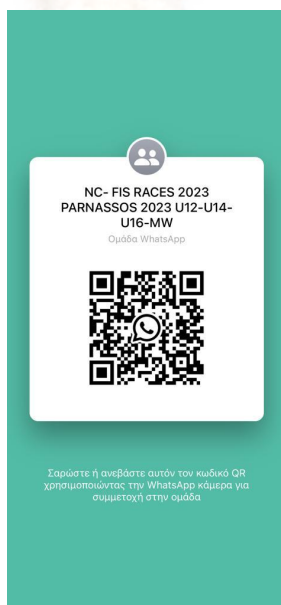 NC- FIS RACES 2023
PARNASSOS 2023 U12-U14-
U16-MW
Ομάδα WhatsApp
Σαρώστε ή ανεβάστε αυτόν τον κωδικό QR
χρησιμοποιώντας την WhatsApp κάμερα για
συμμετοχή στην ομάδα